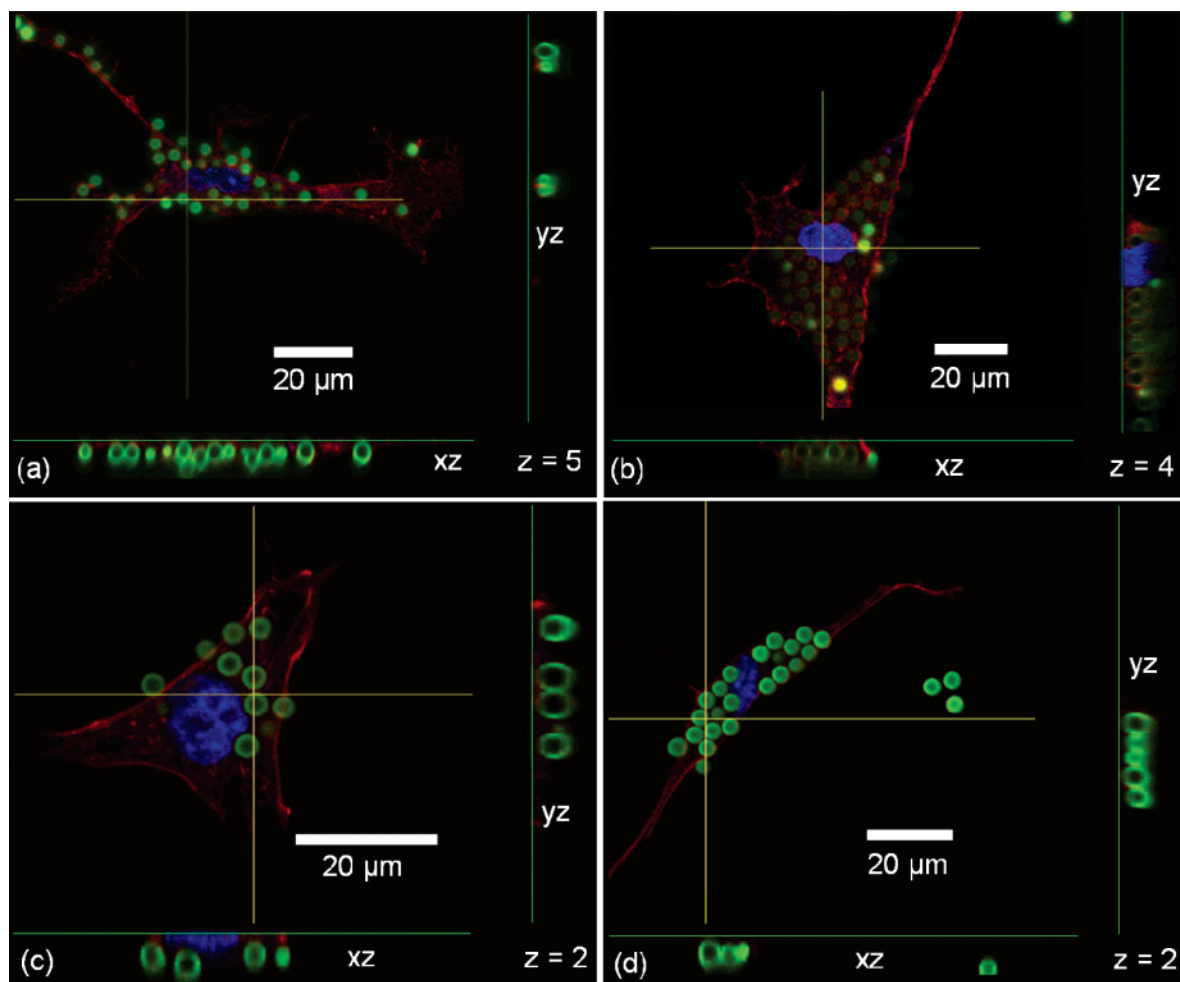 yz
20 µm
(a)
xz
z = 5
yz
20 µm
(b)
xz
z = 4
yz
20 µm
(c)
xz
z = 2
yz
20 µm
(d)
xz
z = 2